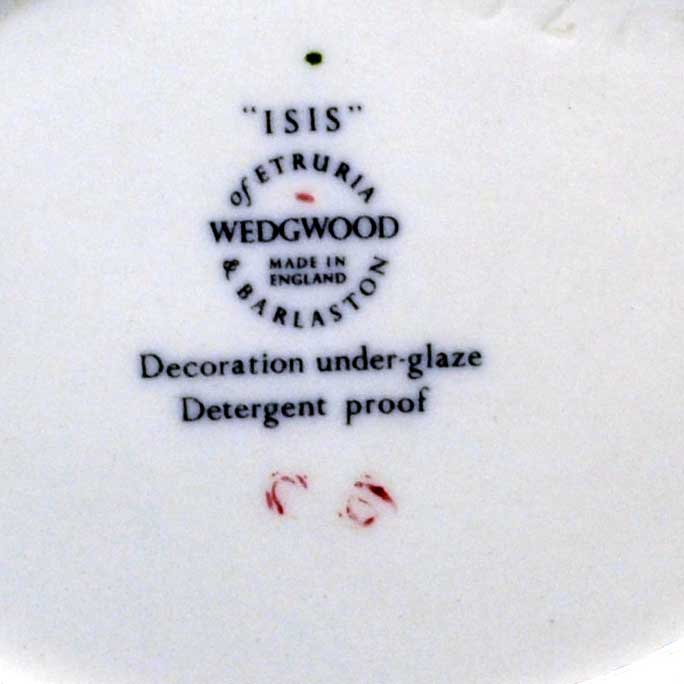 "ISIS"
of ETRURIA
WEDGWOOD
MADE IN
ENGLAND
& BARLASTON
Decoration under-glaze
Detergent proof